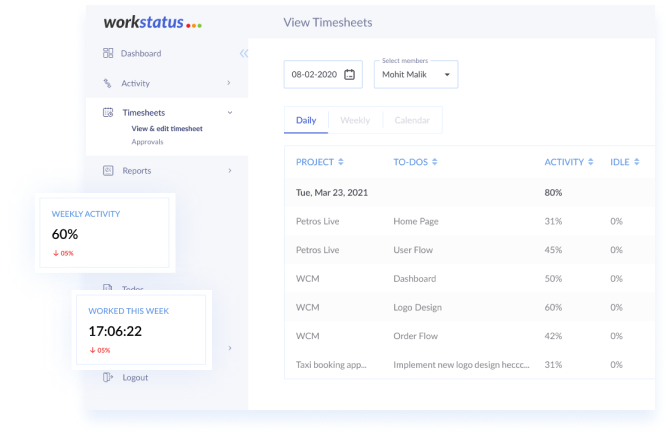 workstatus
View Timesheets
Dashboard
Activity
Timesheets
View & edit timesheet
Approvals
Reports
08-02-2020
Select members
Mohit Malik
Daily Weekly Calendar
PROJECT TO-DOS ACTIVITY IDLE
Tue, Mar 23, 2021 80%
Petros Live Home Page 31% 0%
Petros Live User Flow 45% 0%
WCM Dashboard 50% 0%
WCM Logo Design 60% 0%
WCM Order Flow 42% 0%
Taxi booking app... Implement new logo design heccc... 31% 0%
WEEKLY ACTIVITY
60%
↓ 05%
Todos
WORKED THIS WEEK
17:06:22
↓ 05%
Logout